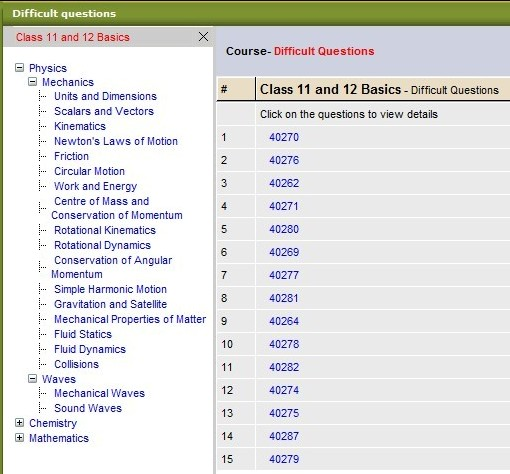 Difficult questions
Class 11 and 12 Basics
Physics
Mechanics
Units and Dimensions
Scalars and Vectors
Kinematics
Newton's Laws of Motion
Friction
Circular Motion
Work and Energy
Centre of Mass and
Conservation of Momentum
Rotational Kinematics
Rotational Dynamics
Conservation of Angular
Momentum
Simple Harmonic Motion
Gravitation and Satellite
Mechanical Properties of Matter
Fluid Statics
Fluid Dynamics
Collisions
Waves
Mechanical Waves
Sound Waves
Chemistry
Mathematics
Course- Difficult Questions
# Class 11 and 12 Basics - Difficult Questions
Click on the questions to view details
1 40270
2 40276
3 40262
4 40271
5 40280
6 40269
7 40277
8 40281
9 40264
10 40278
11 40282
12 40274
13 40275
14 40287
15 40279